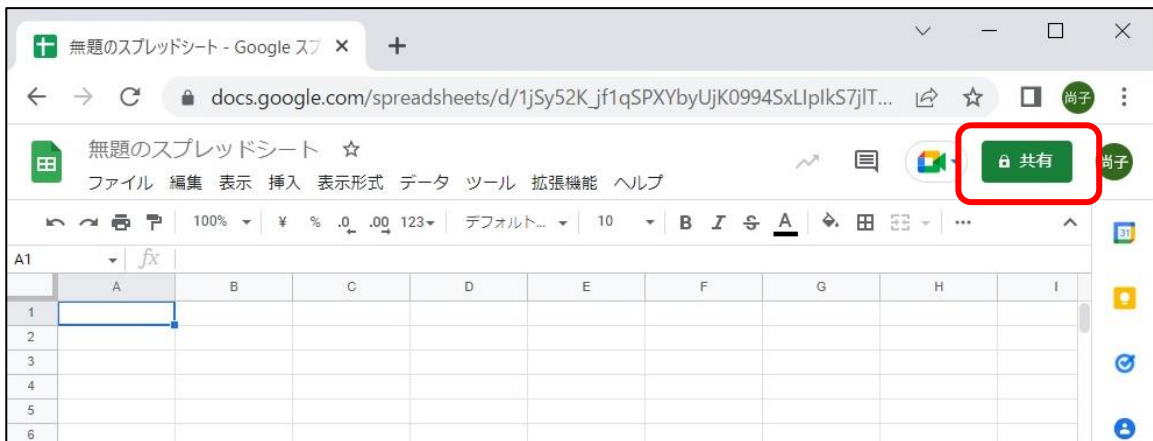 無題のスプレッドシート - Google スプ
docs.google.com/spreadsheets/d/1jSy52K_jf1qSPXYbyUjK0994SxLIpIkS7jlT...
尚子
無題のスプレッドシート
共有
尚子
ファイル 編集 表示 挿入 表示形式 データ ツール 拡張機能 ヘルプ
100% ¥ % .0 .00 123 デフォルト... 10 B I S A
31
A1 fx
A B C D E F G H I
1
2
3
4
5
6